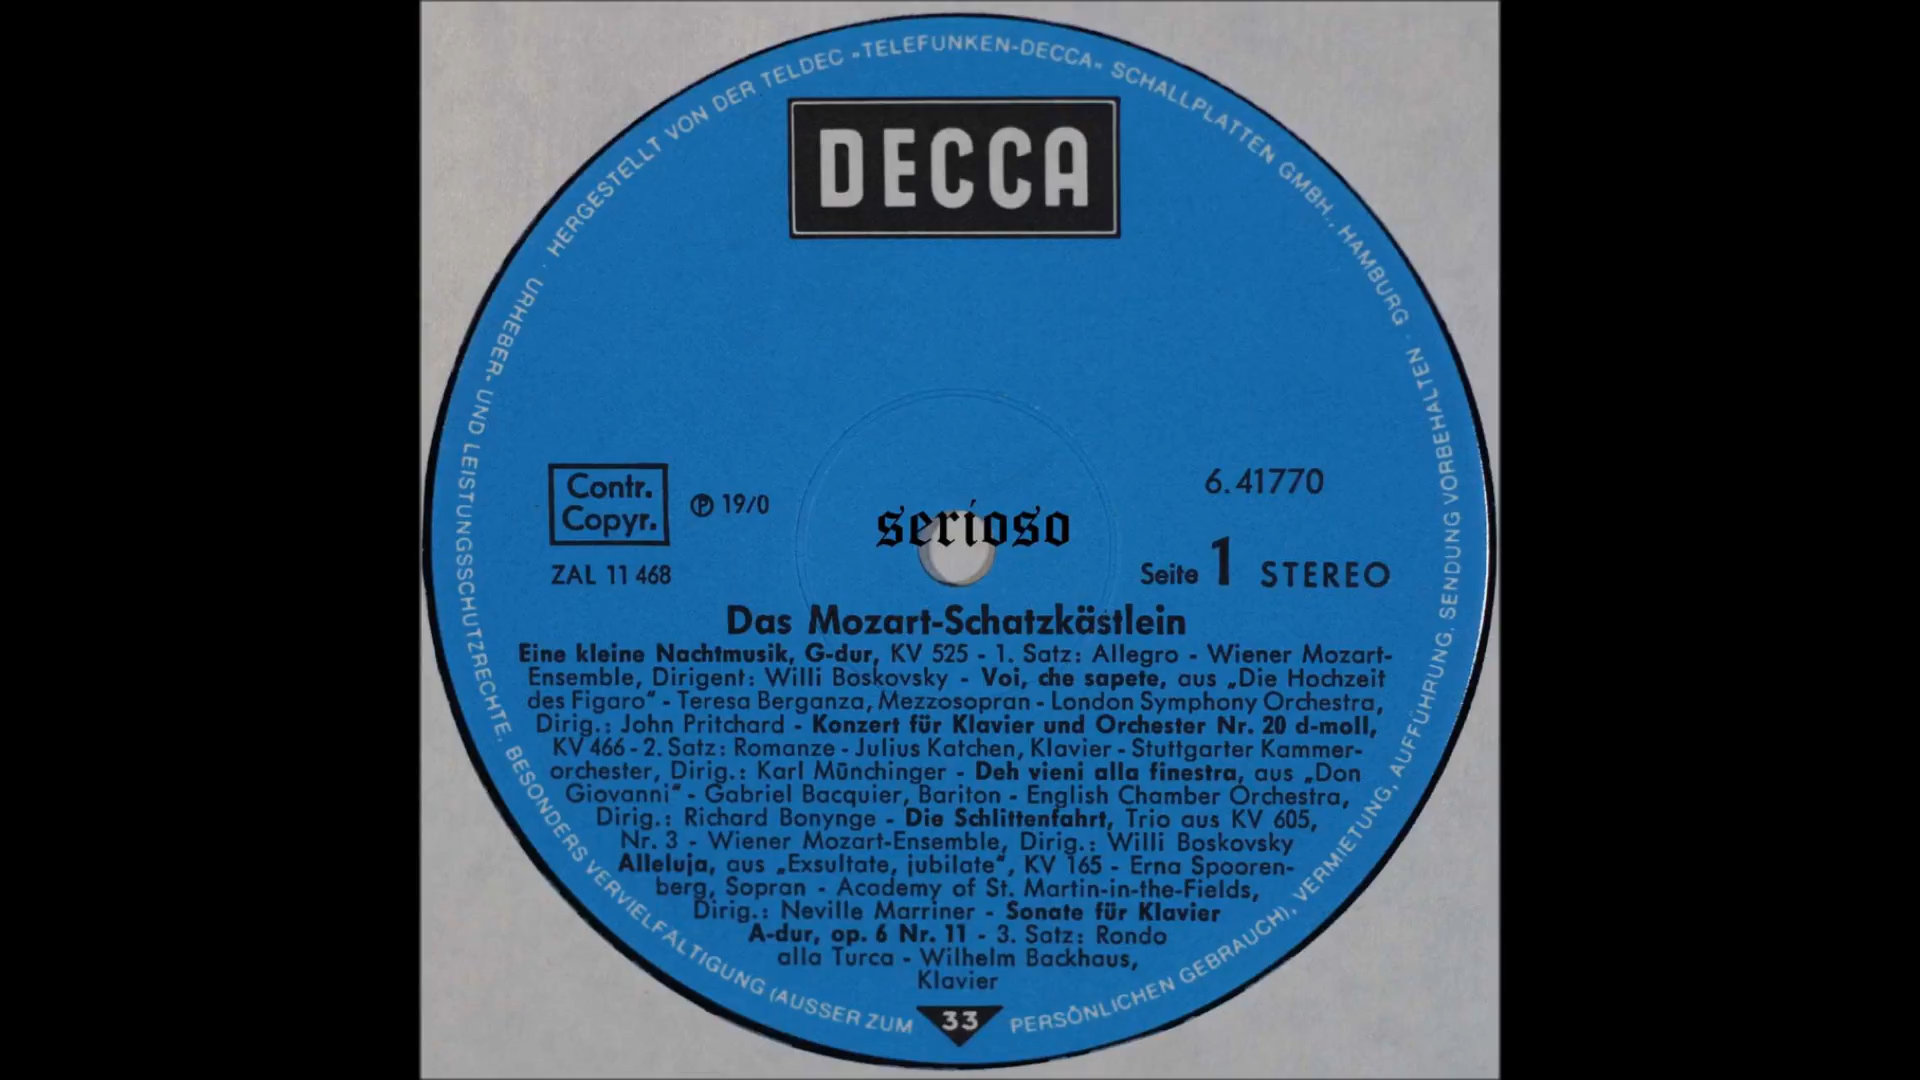 HERGESTELLT VON DER TELDEC »TELEFUNKEN-DECCA« SCHALLPLATTEN GMBH., HAMBURG · URHEBER- UND LEISTUNGSSCHUTZRECHTE, BESONDERS VERVIELFÄLTIGUNG (AUSSER ZUM PERSÖNLICHEN GEBRAUCH), VERMIETUNG, AUFFÜHRUNG, SENDUNG VORBEHALTEN
DECCA
Contr.
Copyr.
℗ 19/0
6.41770
serioso
ZAL 11 468
Seite 1 STEREO
Das Mozart-Schatzkästlein
Eine kleine Nachtmusik, G-dur, KV 525 - 1. Satz: Allegro - Wiener Mozart-
Ensemble, Dirigent: Willi Boskovsky - Voi, che sapete, aus „Die Hochzeit
des Figaro“ - Teresa Berganza, Mezzosopran - London Symphony Orchestra,
Dirig.: John Pritchard - Konzert für Klavier und Orchester Nr. 20 d-moll,
KV 466 - 2. Satz: Romanze - Julius Katchen, Klavier - Stuttgarter Kammer-
orchester, Dirig.: Karl Münchinger - Deh vieni alla finestra, aus „Don
Giovanni“ - Gabriel Bacquier, Bariton - English Chamber Orchestra,
Dirig.: Richard Bonynge - Die Schlittenfahrt, Trio aus KV 605,
Nr. 3 - Wiener Mozart-Ensemble, Dirig.: Willi Boskovsky
Alleluja, aus „Exsultate, jubilate“, KV 165 - Erna Spooren-
berg, Sopran - Academy of St. Martin-in-the-Fields,
Dirig.: Neville Marriner - Sonate für Klavier
A-dur, op. 6 Nr. 11 - 3. Satz: Rondo
alla Turca - Wilhelm Backhaus,
Klavier
33